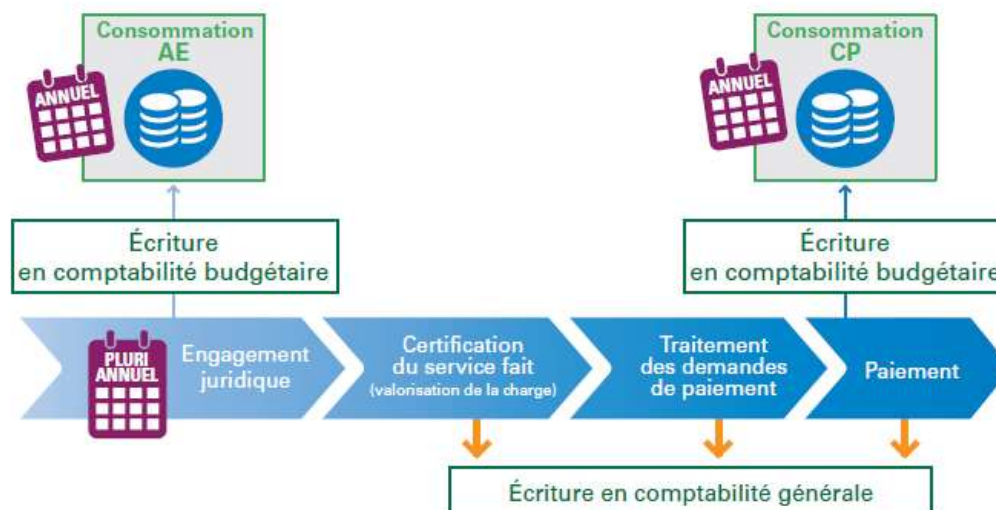 Consommation
AE
ANNUEL
Consommation
CP
ANNUEL
Écriture
en comptabilité budgétaire
Écriture
en comptabilité budgétaire
PLURI
ANNUEL
Engagement
juridique
Certification
du service fait
(valorisation de la charge)
Traitement
des demandes
de paiement
Paiement
Écriture en comptabilité générale